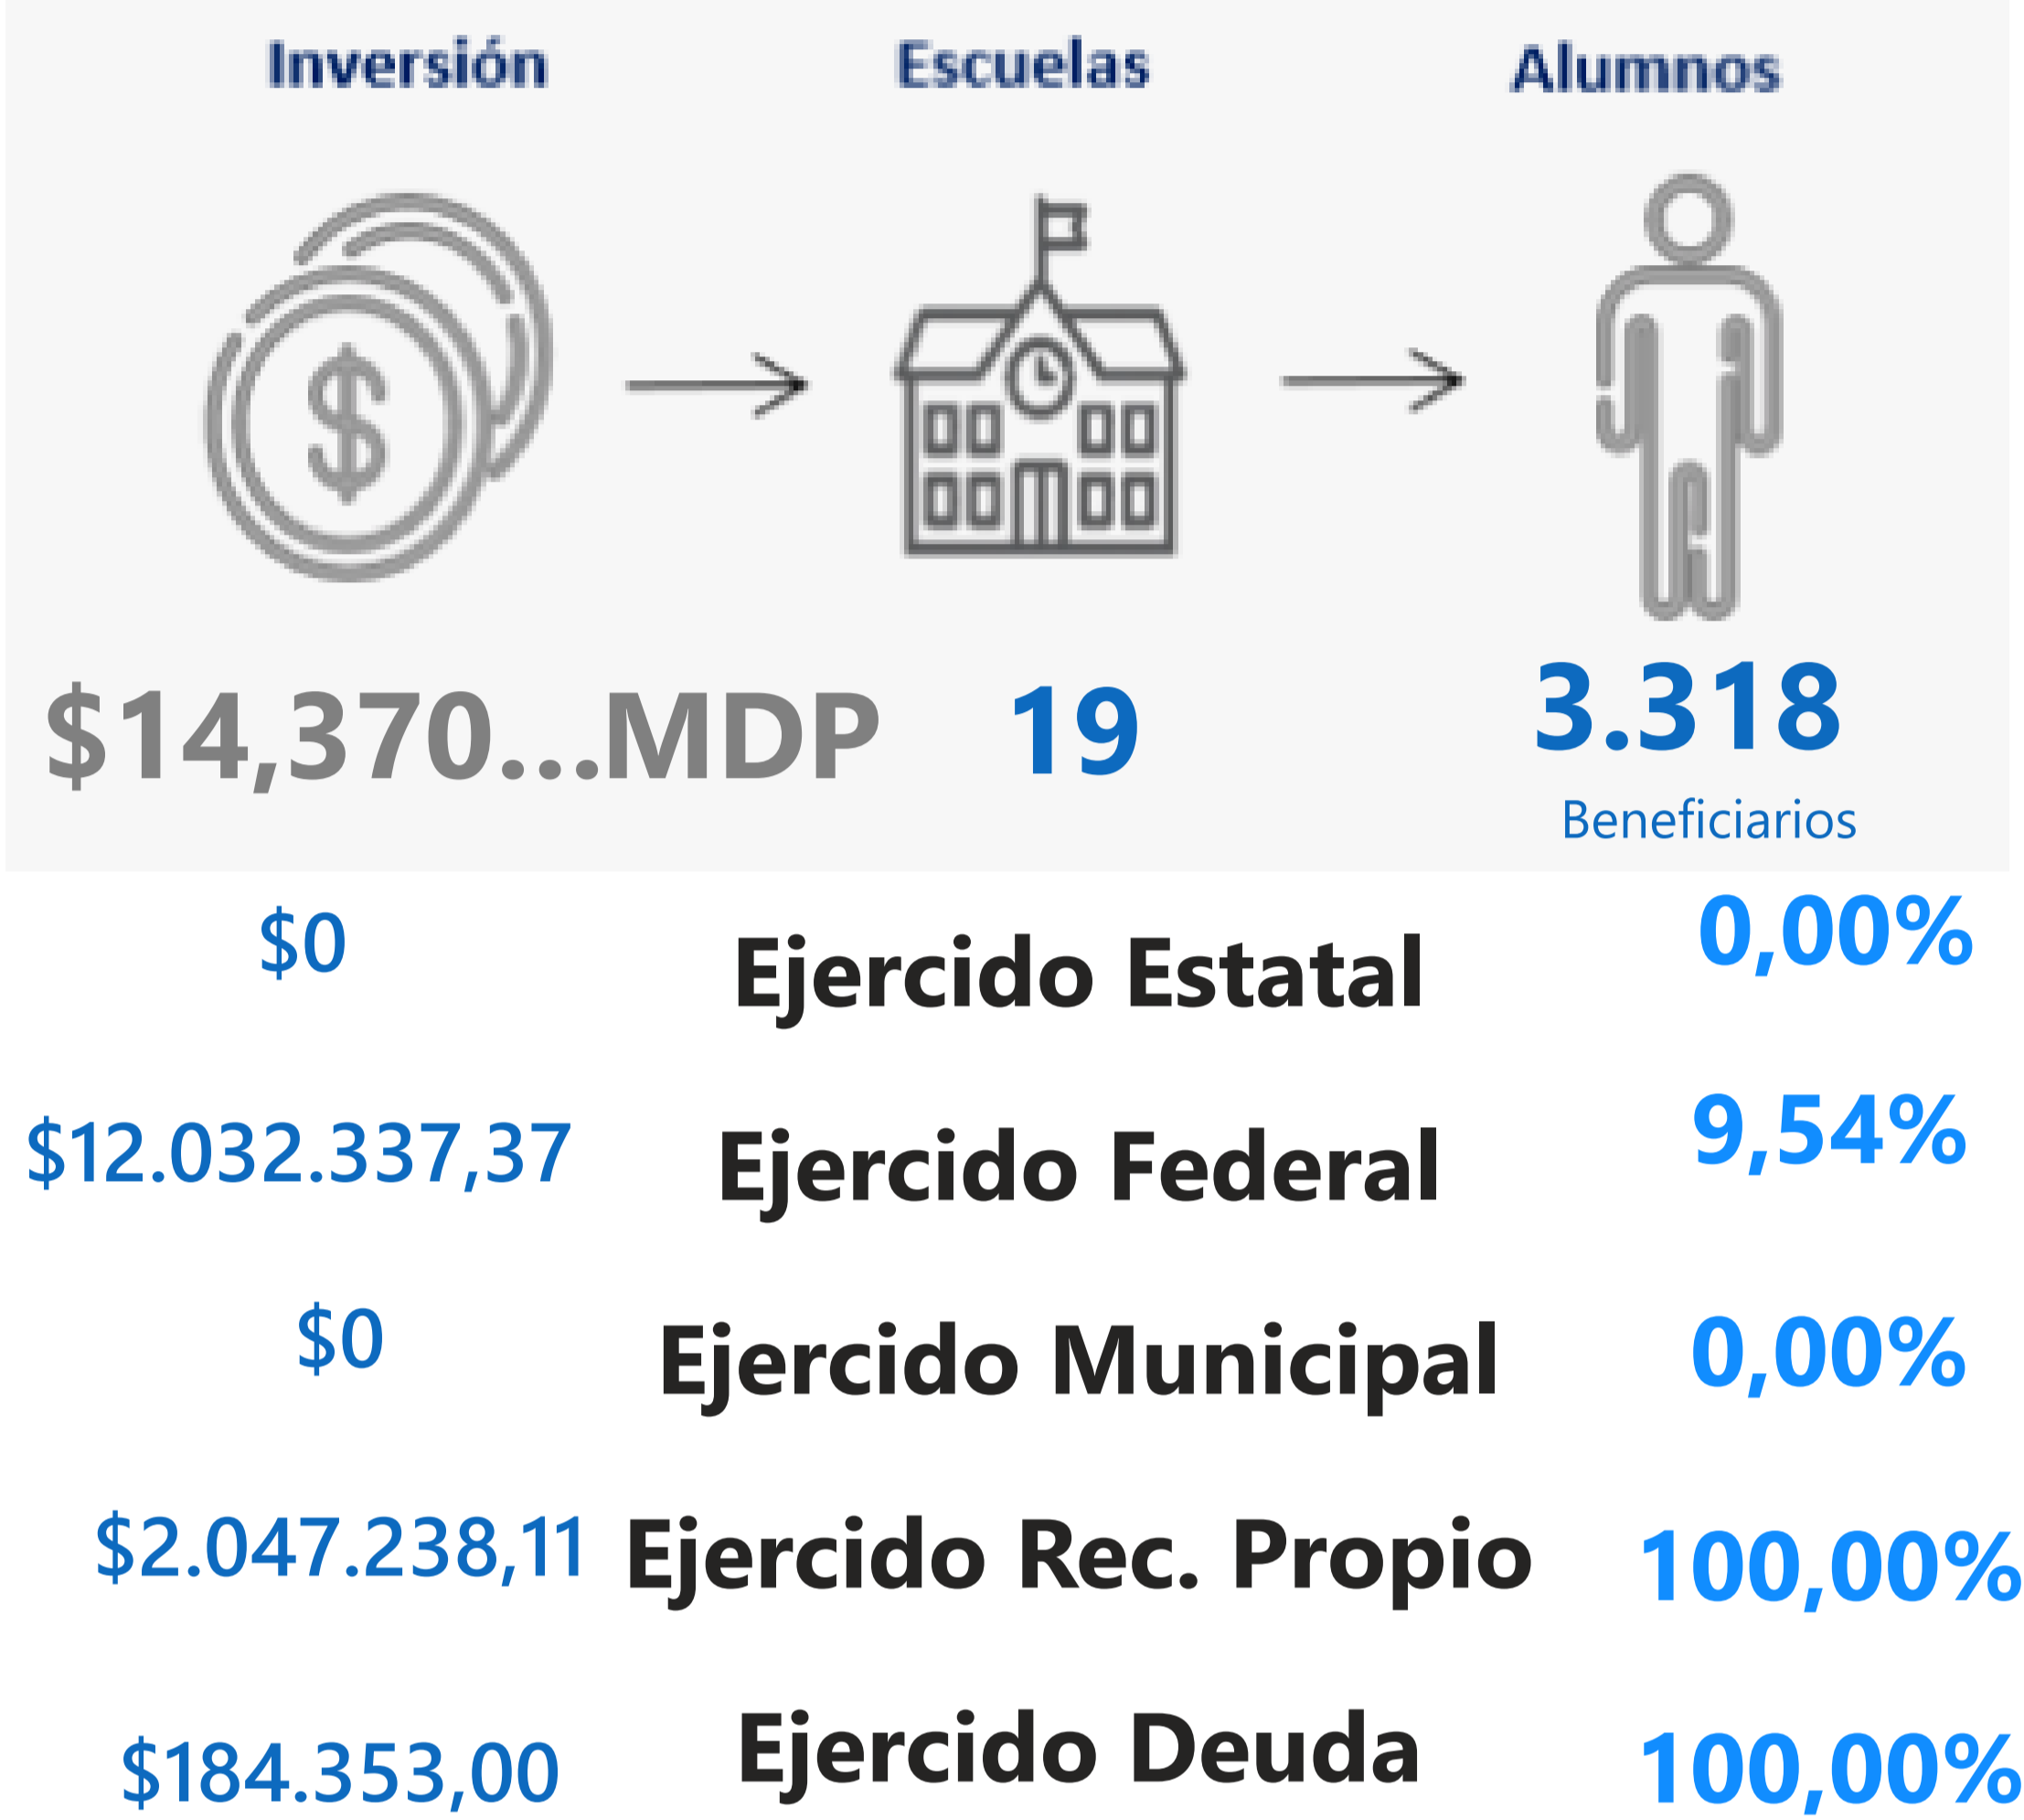 Inversión Escuelas Alumnos
$14,370...MDP 19 3.318
Beneficiarios
$0 Ejercido Estatal 0,00%
$12.032.337,37 Ejercido Federal 9,54%
$0 Ejercido Municipal 0,00%
$2.047.238,11 Ejercido Rec. Propio 100,00%
$184.353,00 Ejercido Deuda 100,00%